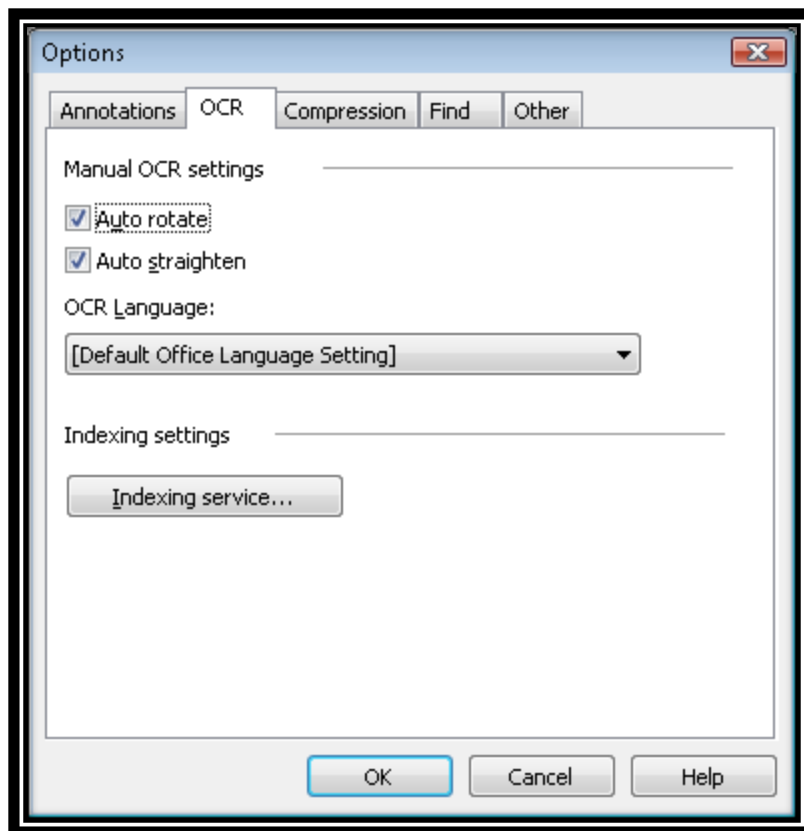 Options
Annotations OCR Compression Find Other
Manual OCR settings
Auto rotate
Auto straighten
OCR Language:
[Default Office Language Setting]
Indexing settings
Indexing service...
OK Cancel Help